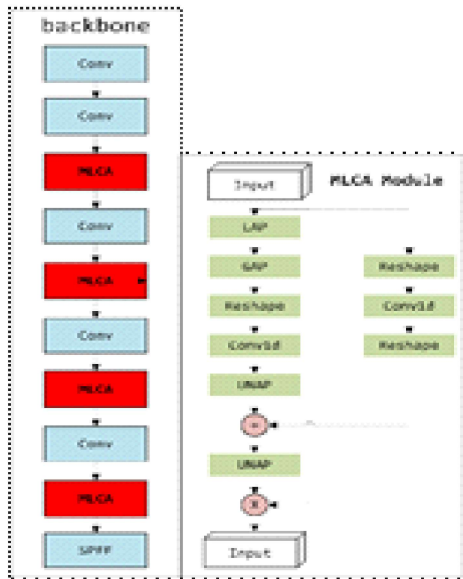 backbone
Conv
Conv
MLCA
Conv
MLCA
Conv
MLCA
Conv
MLCA
SPPF
MLCA Module
Input
LAP
GAP
Reshape
Conv1d
UNAP
UNAP
Input
Reshape
Conv1d
Reshape